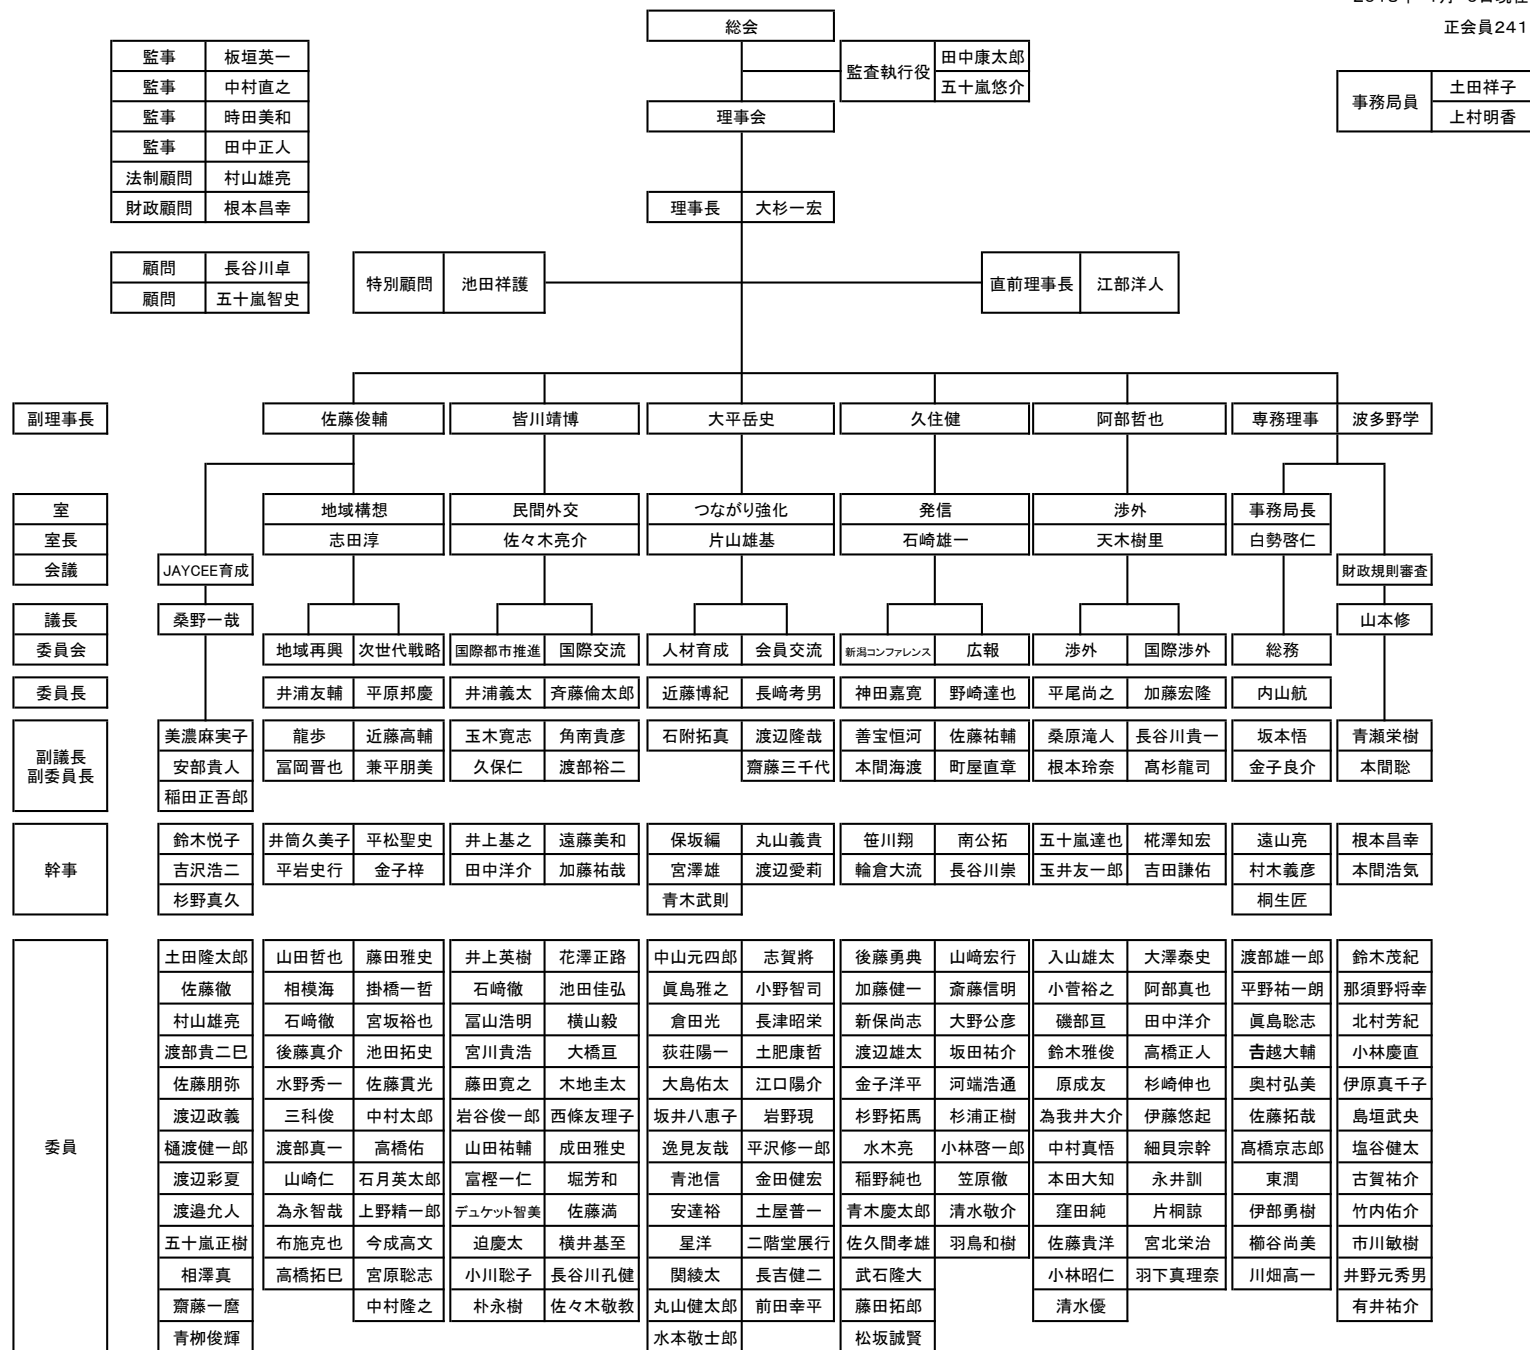 総会
正会員241
監事 板垣英一 監査執行役 田中康太郎
監事 中村直之 五十嵐悠介 事務局員 土田祥子
監事 時田美和 理事会 上村明香
監事 田中正人
法制顧問 村山雄亮
財政顧問 根本昌幸 理事長 大杉一宏
顧問 長谷川卓 特別顧問 池田祥護 直前理事長 江部洋人
顧問 五十嵐智史
副理事長 佐藤俊輔 皆川靖博 大平岳史 久住健 阿部哲也 専務理事 波多野学
室 地域構想 民間外交 つながり強化 発信 渉外 事務局長
室長 志田淳 佐々木亮介 片山雄基 石崎雄一 天木樹里 白勢啓仁
会議 JAYCEE育成 財政規則審査
議長 桑野一哉 山本修
委員会 地域再興 次世代戦略 国際都市推進 国際交流 人材育成 会員交流 新潟コンファレンス 広報 渉外 国際渉外 総務
委員長 井浦友輔 平原邦慶 井浦義太 斉藤倫太郎 近藤博紀 長崎考男 神田嘉寛 野崎達也 平尾尚之 加藤宏隆 内山航
副議長 副委員長 美濃麻実子 龍歩 近藤高輔 玉木寛志 角南貴彦 石附拓真 渡辺隆哉 善宝恒河 佐藤祐輔 桑原滝人 長谷川貴一 坂本悟 青瀬栄樹
安部貴人 冨岡晋也 兼平朋美 久保仁 渡部裕二 齋藤三千代 本間海渡 町屋直章 根本玲奈 髙杉龍司 金子良介 本間聡
稲田正吾郎
幹事 鈴木悦子 井筒久美子 平松聖史 井上基之 遠藤美和 保坂編 丸山義貴 笹川翔 南公拓 五十嵐達也 椛澤知宏 遠山亮 根本昌幸
吉沢浩二 平岩史行 金子梓 田中洋介 加藤祐哉 宮澤雄 渡辺愛莉 輪倉大流 長谷川崇 玉井友一郎 吉田謙佑 村木義彦 本間浩気
杉野真久 青木武則 桐生匠
委員 土田隆太郎 山田哲也 藤田雅史 井上英樹 花澤正路 中山元四郎 志賀將 後藤勇典 山﨑宏行 入山雄太 大澤泰史 渡部雄一郎 鈴木茂紀
佐藤徹 相模海 掛橋一哲 石﨑徹 池田佳弘 眞島雅之 小野智司 加藤健一 斎藤信明 小菅裕之 阿部真也 平野祐一朗 那須野将幸
村山雄亮 石﨑徹 宮坂裕也 冨山浩明 横山毅 倉田光 長津昭栄 新保尚志 大野公彦 磯部亘 田中洋介 眞島聡志 北村芳紀
渡部貴二巳 後藤真介 池田拓史 宮川貴浩 大橋亘 荻荘陽一 土肥康哲 渡辺雄太 坂田祐介 鈴木雅俊 高橋正人 𠮷越大輔 小林慶直
佐藤朋弥 水野秀一 佐藤貫光 藤田寛之 木地圭太 大島佑太 江口陽介 金子洋平 河端浩通 原成友 杉崎伸也 奥村弘美 伊原真千子
渡辺政義 三科俊 中村太郎 岩谷俊一郎 西條友理子 坂井八恵子 岩野現 杉野拓馬 杉浦正樹 為我井大介 伊藤悠起 佐藤拓哉 島垣武央
樋渡健一郎 渡部真一 高橋佑 山田祐輔 成田雅史 逸見友哉 平沢修一郎 水木亮 小林啓一郎 中村真悟 細貝宗幹 髙橋京志郎 塩谷健太
渡辺彩夏 山崎仁 石月英太郎 富樫一仁 堀芳和 青池信 金田健宏 稲野純也 笠原徹 本田大知 永井訓 東潤 古賀祐介
渡邉允人 為永智哉 上野精一郎 デュケット智美 佐藤満 安達裕 土屋普一 青木慶太郎 清水敬介 窪田純 片桐諒 伊部勇樹 竹内佑介
五十嵐正樹 布施克也 今成高文 迫慶太 横井基至 星洋 二階堂展行 佐久間孝雄 羽鳥和樹 佐藤貴洋 宮北栄治 櫛谷尚美 市川敏樹
相澤真 高橋拓巳 宮原聡志 小川聡子 長谷川孔健 関綾太 長吉健二 武石隆大 小林昭仁 羽下真理奈 川畑高一 井野元秀男
齋藤一麿 中村隆之 朴永樹 佐々木敬教 丸山健太郎 前田幸平 藤田拓郎 清水優 有井祐介
青栁俊輝 水本敬士郎 松坂誠賢